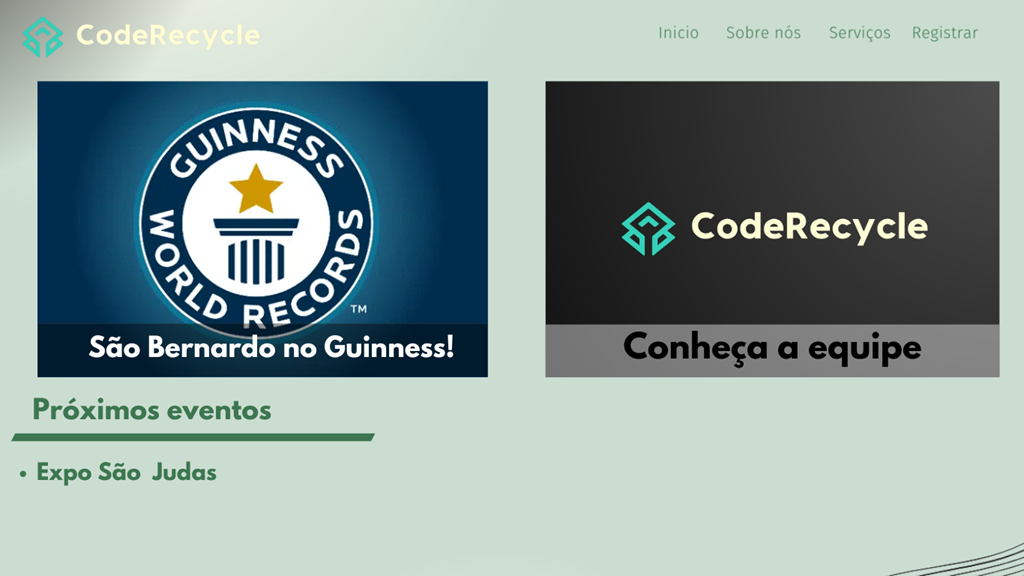 CodeRecycle
Inicio Sobre nós Serviços Registrar
GUINNESS
WORLD RECORDS
TM
São Bernardo no Guinness!
CodeRecycle
Conheça a equipe
Próximos eventos
• Expo São Judas